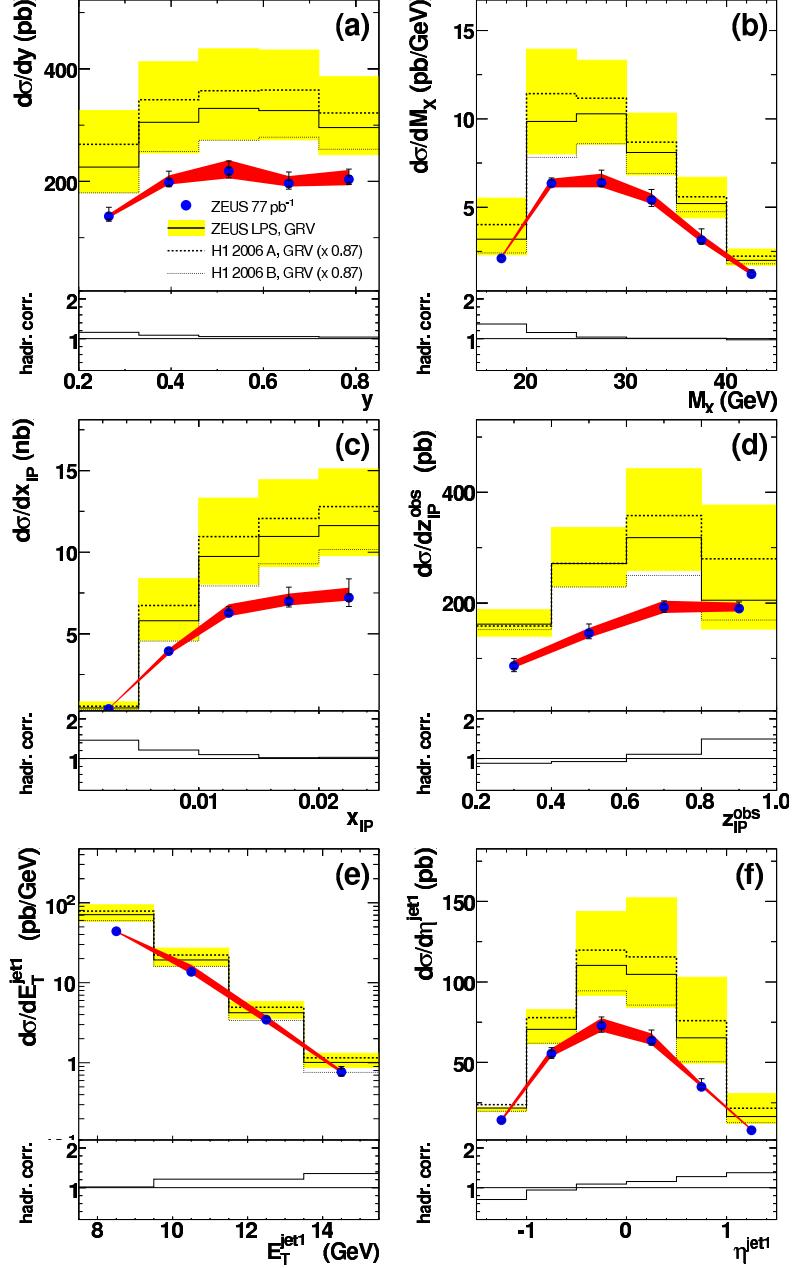 (a)
dσ/dy (pb)
400
200
ZEUS 77 pb⁻¹
ZEUS LPS, GRV
H1 2006 A, GRV (x 0.87)
H1 2006 B, GRV (x 0.87)
hadr. corr.
2
1
0.2 0.4 0.6 0.8
y
(b)
dσ/dM_X (pb/GeV)
15
10
5
hadr. corr.
2
1
20 30 40
M_X (GeV)
(c)
dσ/dx_IP (nb)
15
10
5
hadr. corr.
2
1
0.01 0.02
x_IP
(d)
dσ/dz_IP^obs (pb)
400
200
hadr. corr.
2
1
0.2 0.4 0.6 0.8 1.0
z_IP^obs
(e)
dσ/dE_T^jet1 (pb/GeV)
10²
10
1
hadr. corr.
2
1
8 10 12 14
E_T^jet1 (GeV)
(f)
dσ/dη^jet1 (pb)
150
100
50
hadr. corr.
2
1
-1 0 1
η^jet1